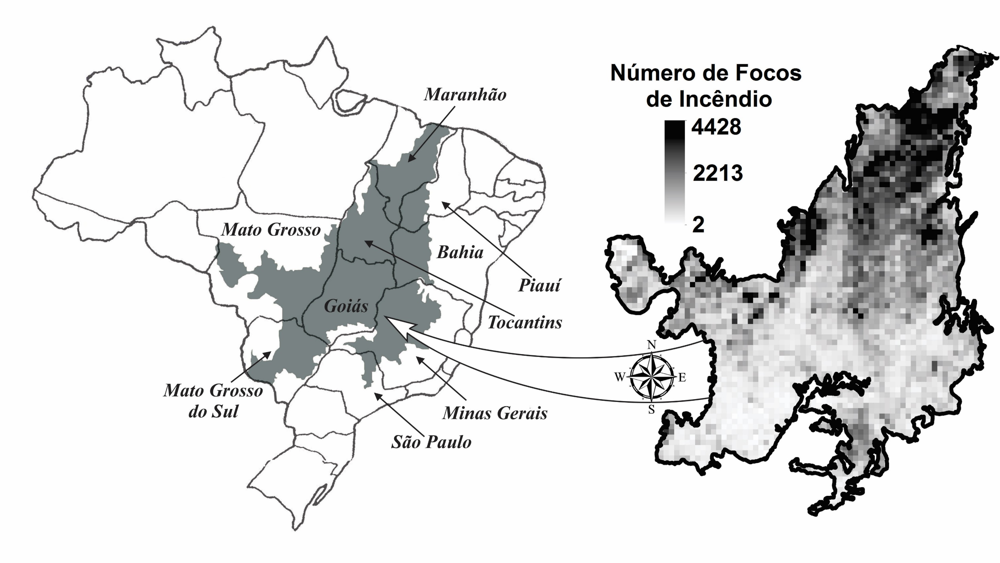 Maranhão
Mato Grosso
Bahia
Piauí
Goiás
Tocantins
Mato Grosso
do Sul
Minas Gerais
São Paulo
Número de Focos
de Incêndio
4428
2213
2
N
W
E
S